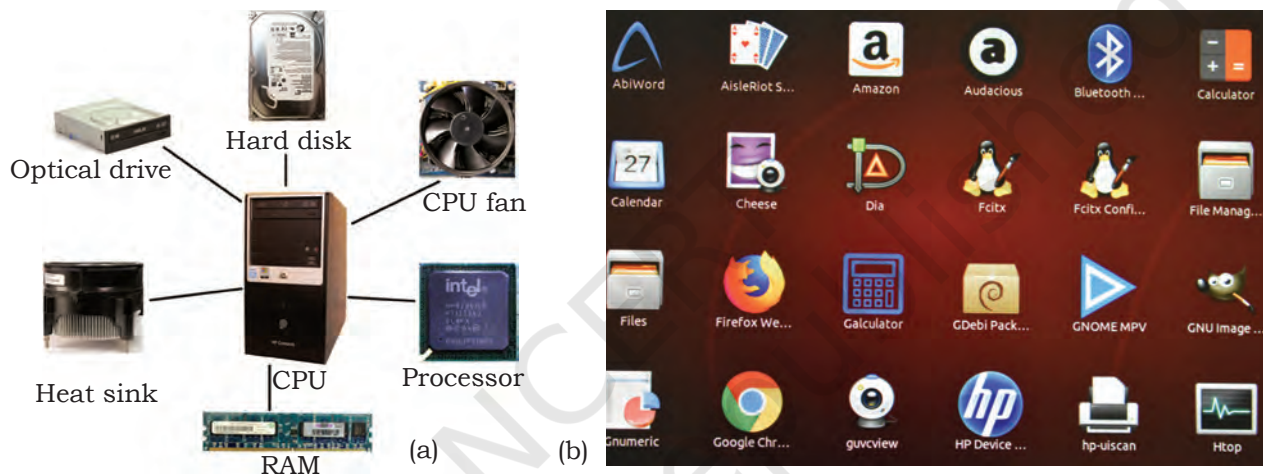 Hard disk
Optical drive
CPU fan
intel
Heat sink
CPU
Processor
RAM
(a)
(b)
AbiWord
AisleRiot S...
a
Amazon
a
Audacious
Bluetooth ...
Calculator
27
Calendar
Cheese
Dia
Fcitx
Fcitx Confi...
File Manag...
Files
Firefox We...
Galculator
GDebi Pack...
GNOME MPV
GNU Image ...
Gnumeric
Google Chr...
guvcview
hp
HP Device ...
hp-uiscan
Htop